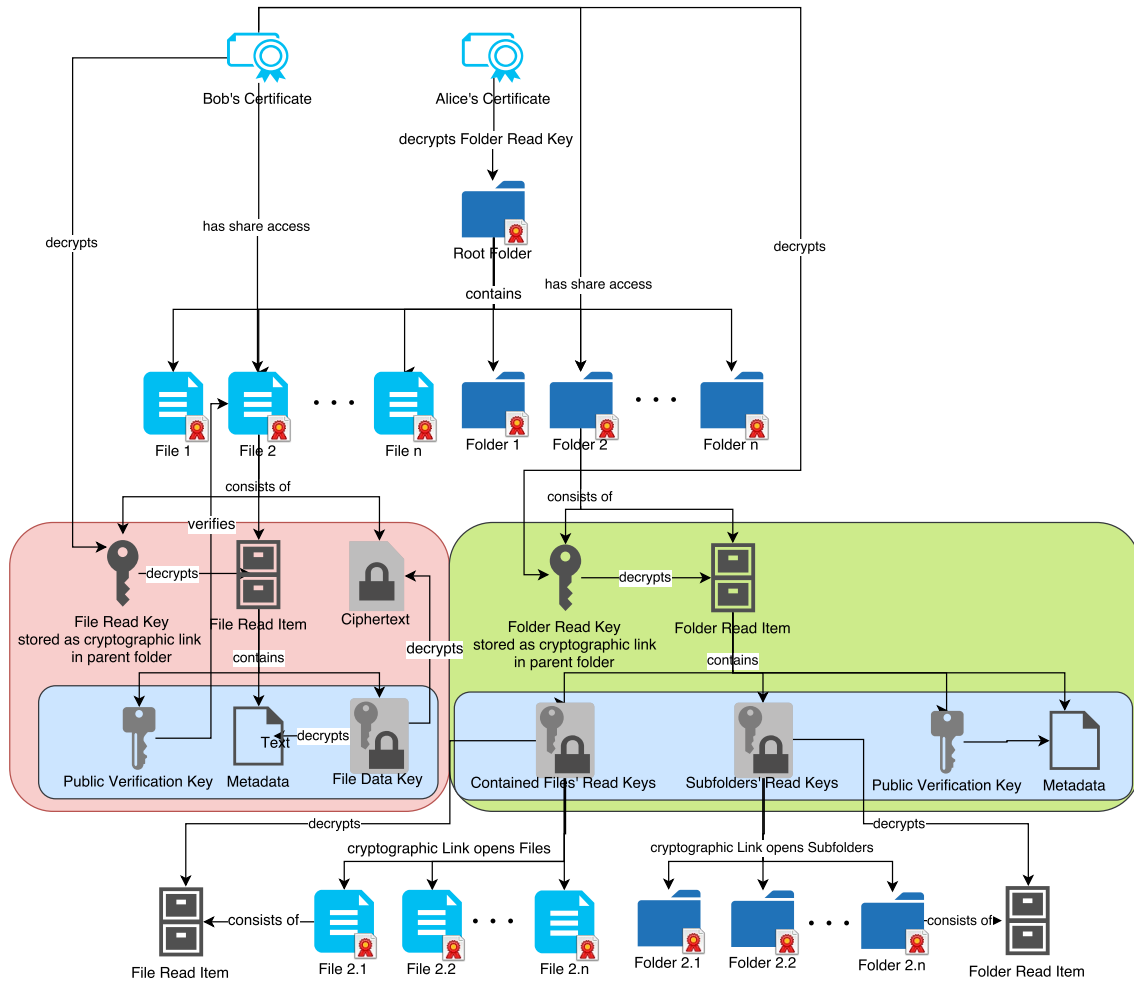 Bob's Certificate
Alice's Certificate
decrypts Folder Read Key
has share access
decrypts
decrypts
Root Folder
has share access
contains
File 1
File 2
File n
Folder 1
Folder 2
Folder n
consists of
consists of
verifies
decrypts
decrypts
File Read Key
stored as cryptographic link
in parent folder
File Read Item
Ciphertext
Folder Read Key
stored as cryptographic link
in parent folder
Folder Read Item
decrypts
contains
contains
Text
decrypts
Public Verification Key
Metadata
File Data Key
Contained Files' Read Keys
Subfolders' Read Keys
Public Verification Key
Metadata
decrypts
decrypts
cryptographic Link opens Files
cryptographic Link opens Subfolders
consists of
consists of
File Read Item
File 2.1
File 2.2
File 2.n
Folder 2.1
Folder 2.2
Folder 2.n
Folder Read Item